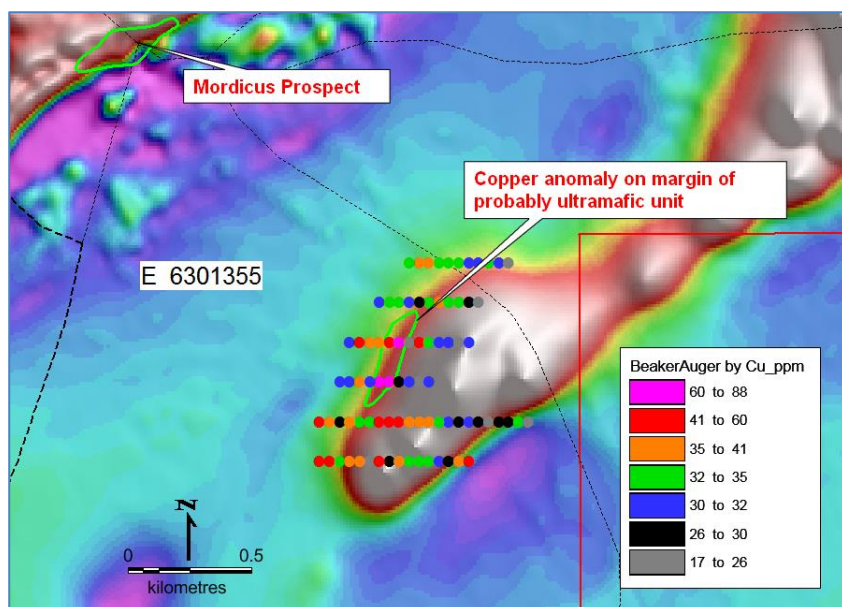 Mordicus Prospect
Copper anomaly on margin of
probably ultramafic unit
E 6301355
N
0 0.5
kilometres
BeakerAuger by Cu_ppm
60 to 88
41 to 60
35 to 41
32 to 35
30 to 32
26 to 30
17 to 26